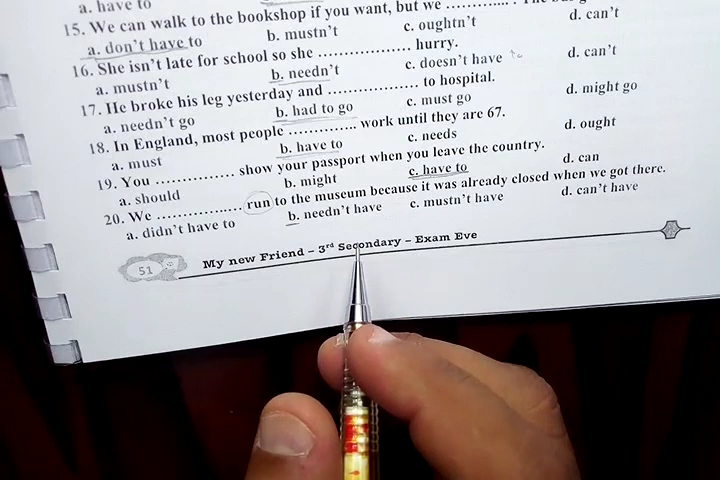 a. have to
15. We can walk to the bookshop if you want, but we ………….. .
a. don't have to b. mustn't c. oughtn't d. can't
16. She isn't late for school so she ……………… hurry.
a. mustn't b. needn't c. doesn't have to d. can't
17. He broke his leg yesterday and ……………… to hospital.
a. needn't go b. had to go c. must go d. might go
18. In England, most people ………….. work until they are 67.
a. must b. have to c. needs d. ought
19. You …………… show your passport when you leave the country.
a. should b. might c. have to d. can
20. We …………….. run to the museum because it was already closed when we got there.
a. didn't have to b. needn't have c. mustn't have d. can't have
51 My new Friend – 3rd Secondary – Exam Eve